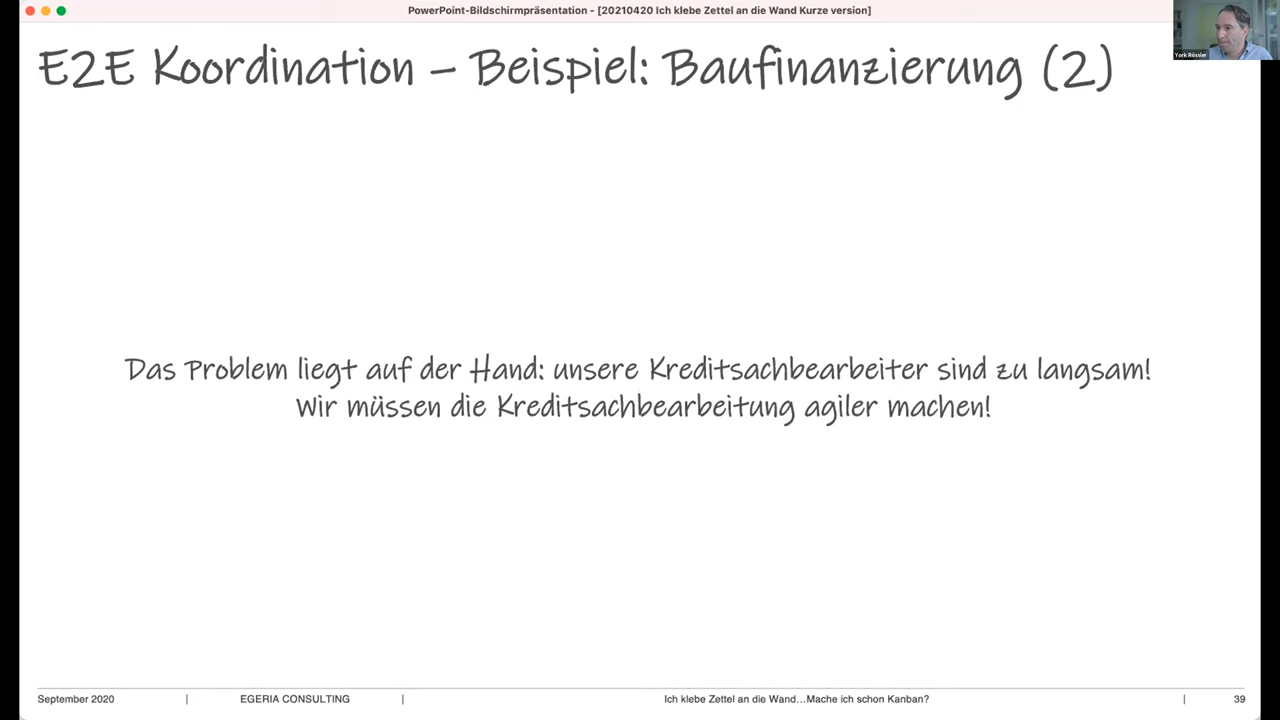 PowerPoint-Bildschirmpräsentation - [20210420 Ich klebe Zettel an die Wand Kurze version]
York Rössler
E2E Koordination – Beispiel: Baufinanzierung (2)
Das Problem liegt auf der Hand: unsere Kreditsachbearbeiter sind zu langsam!
Wir müssen die Kreditsachbearbeitung agiler machen!
September 2020 | EGERIA CONSULTING | Ich klebe Zettel an die Wand…Mache ich schon Kanban? | 39